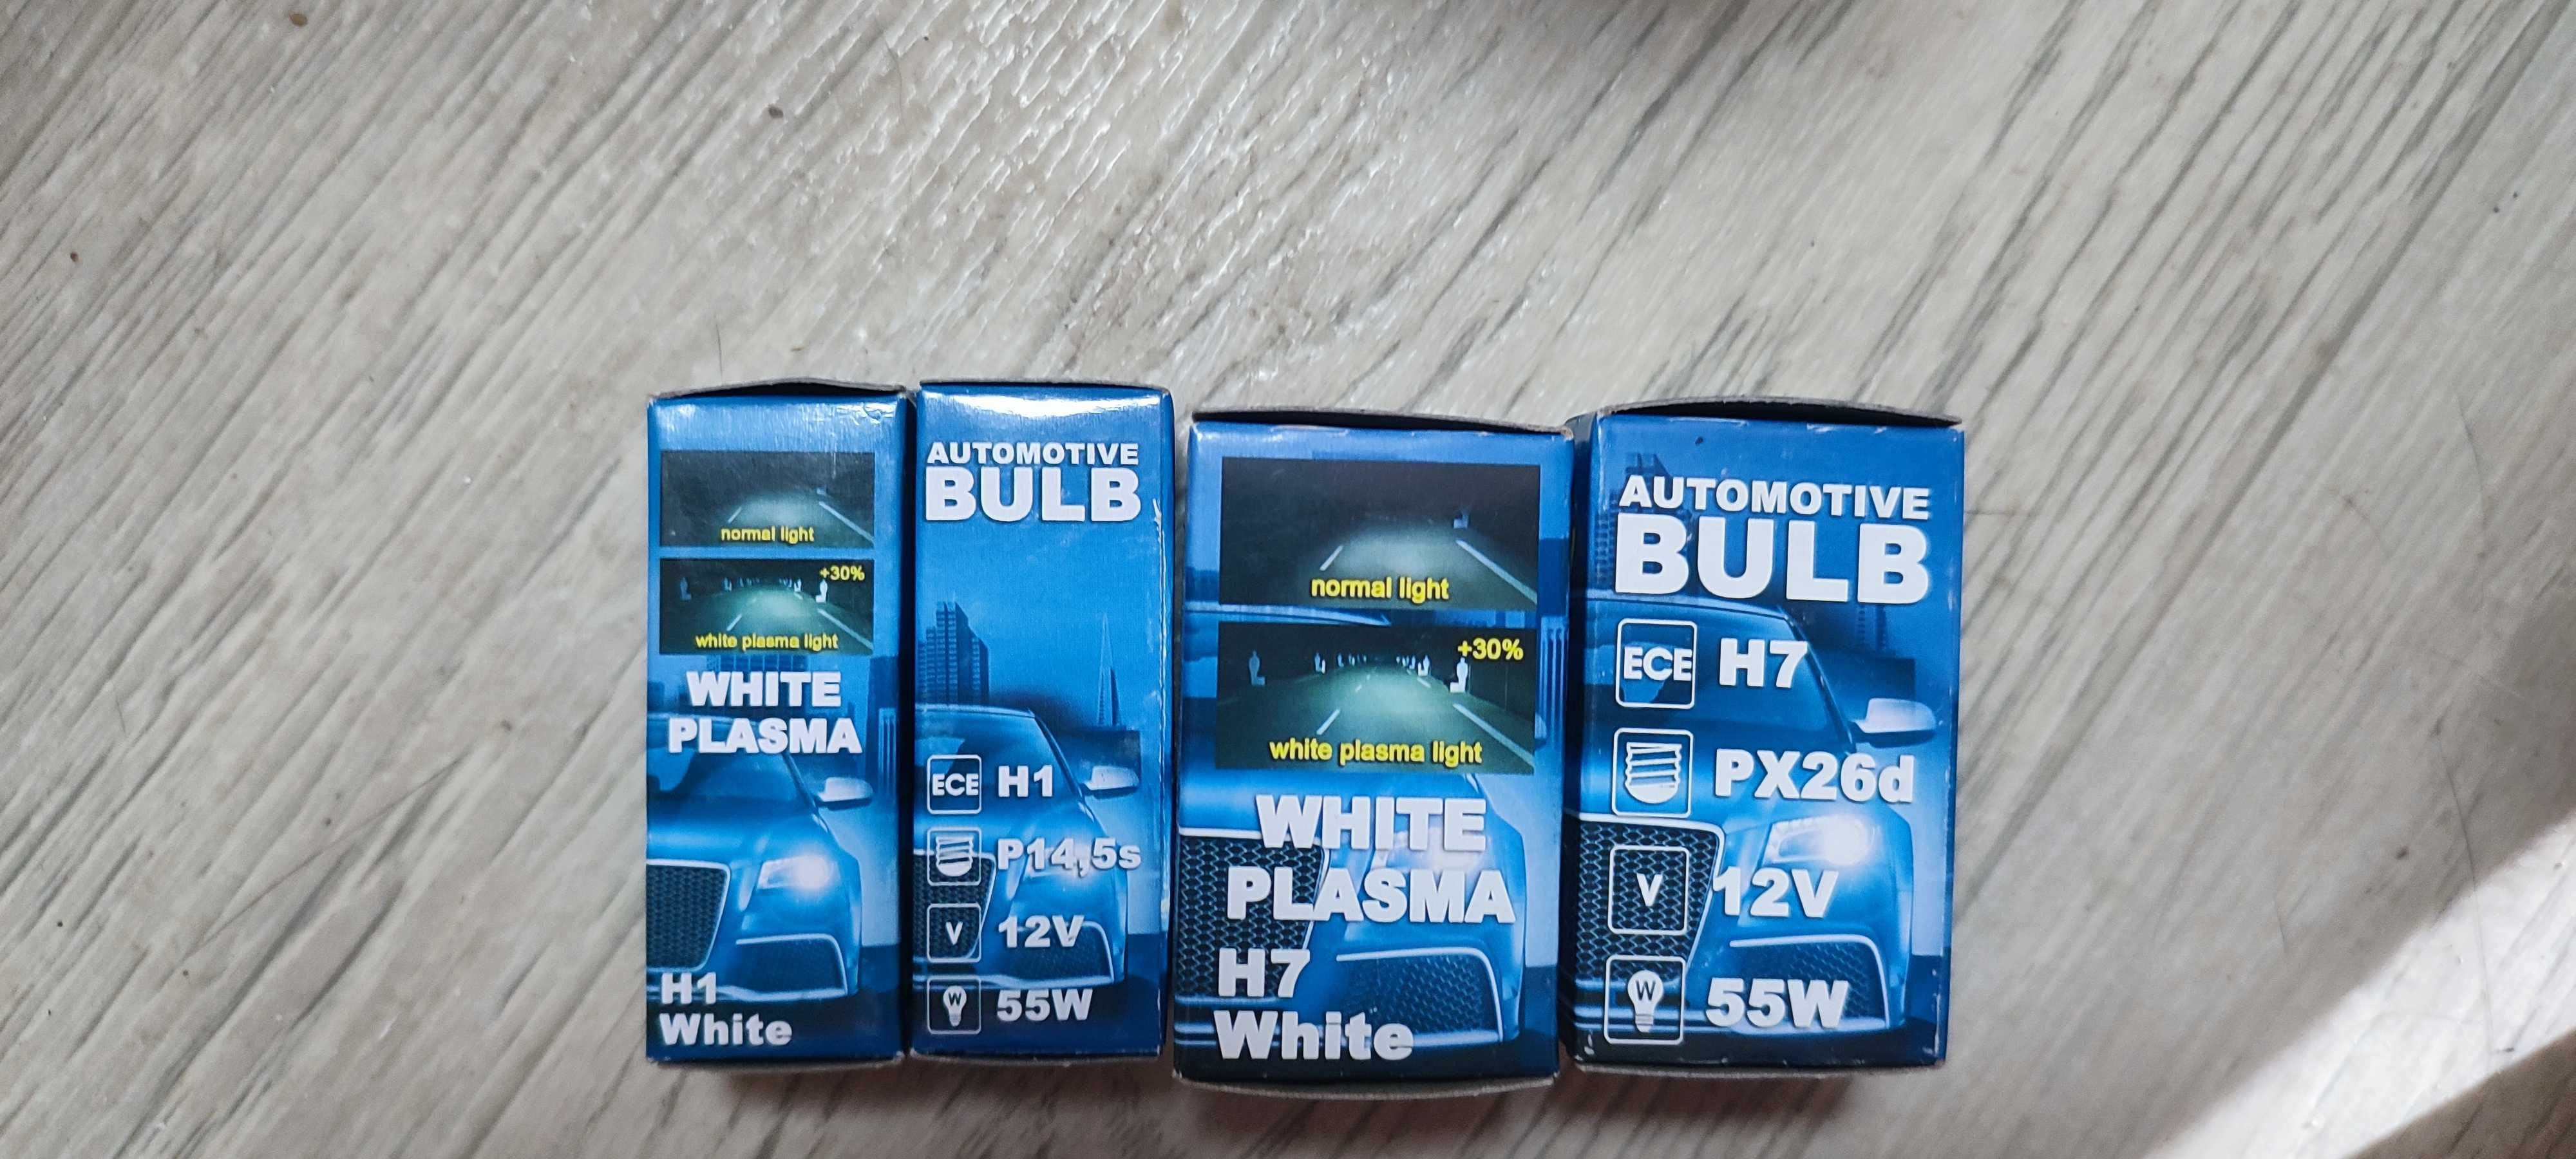 normal light
+30%
white plasma light
WHITE
PLASMA
H1
White
AUTOMOTIVE
BULB
ECE H1
P14,5s
V 12V
W 55W
normal light
+30%
white plasma light
WHITE
PLASMA
H7
White
AUTOMOTIVE
BULB
ECE H7
PX26d
V 12V
W 55W